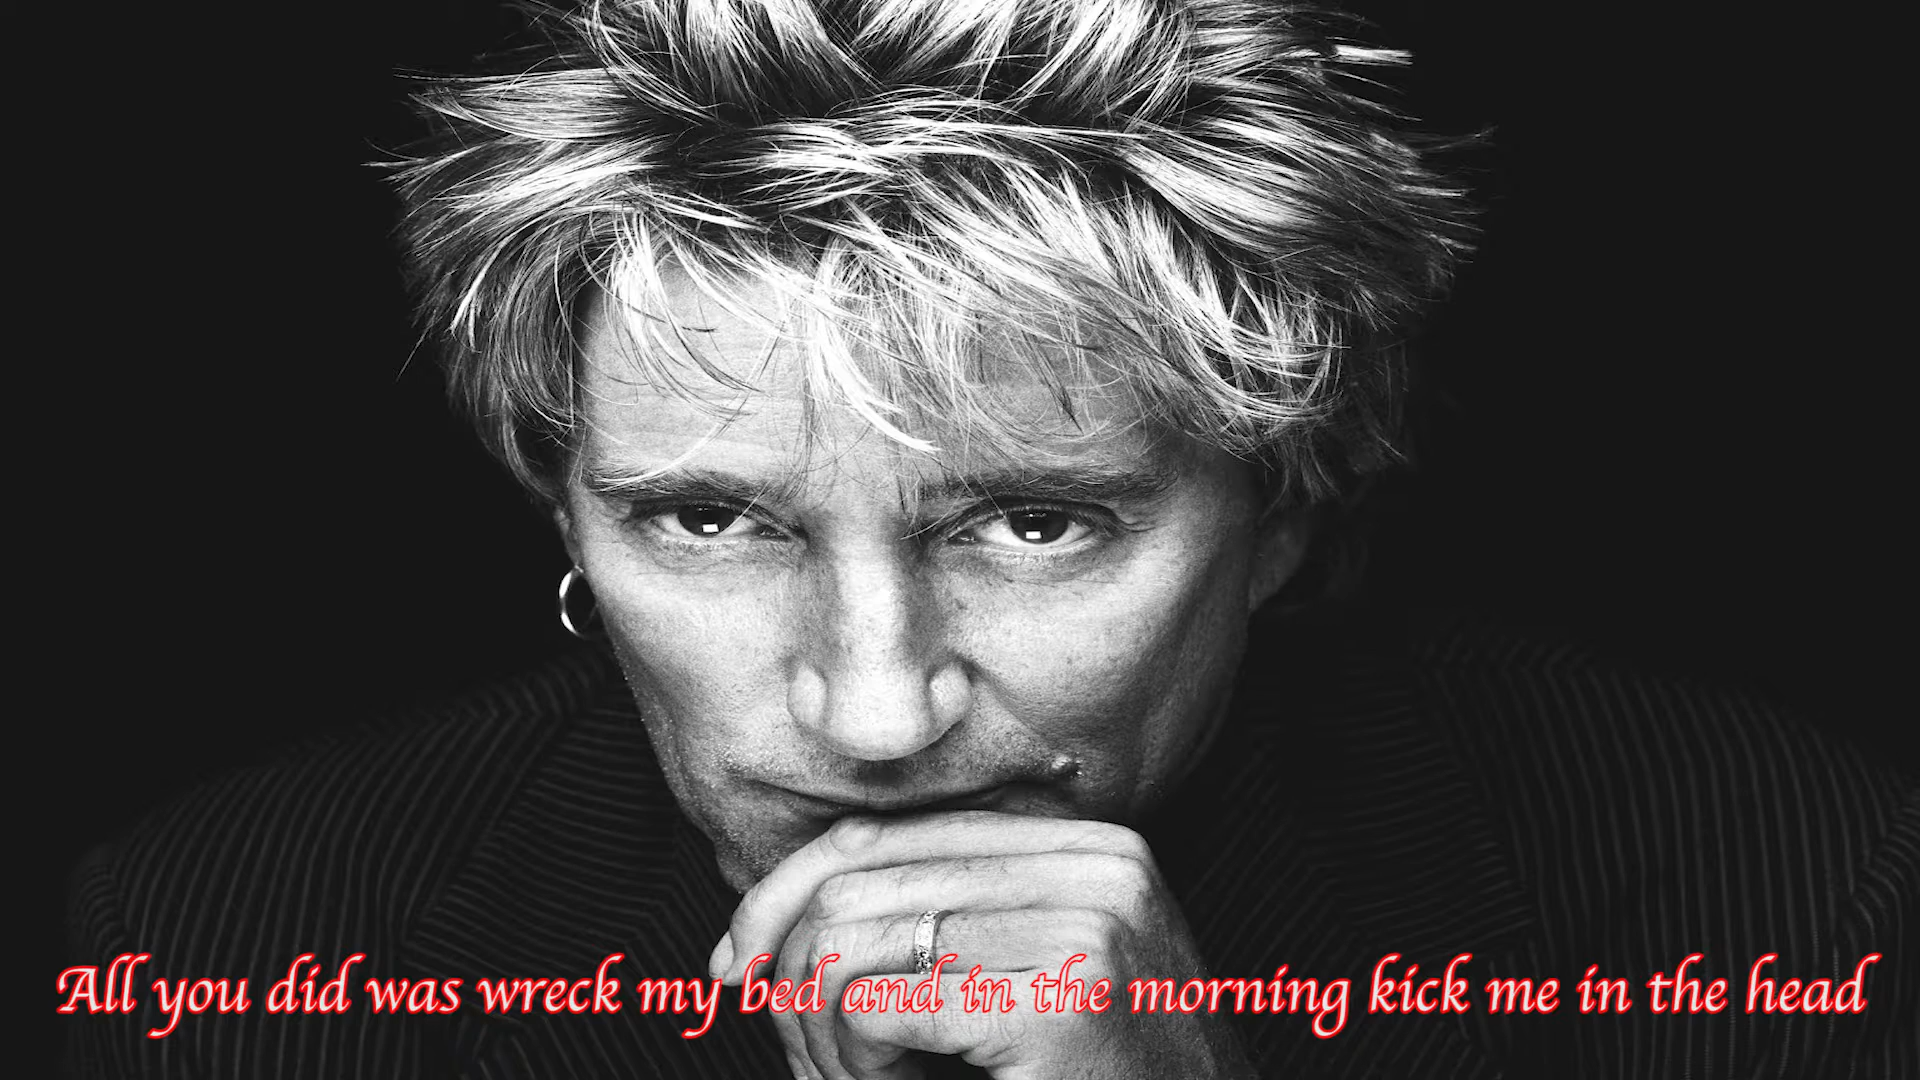 All you did was wreck my bed and in the morning kick me in the head